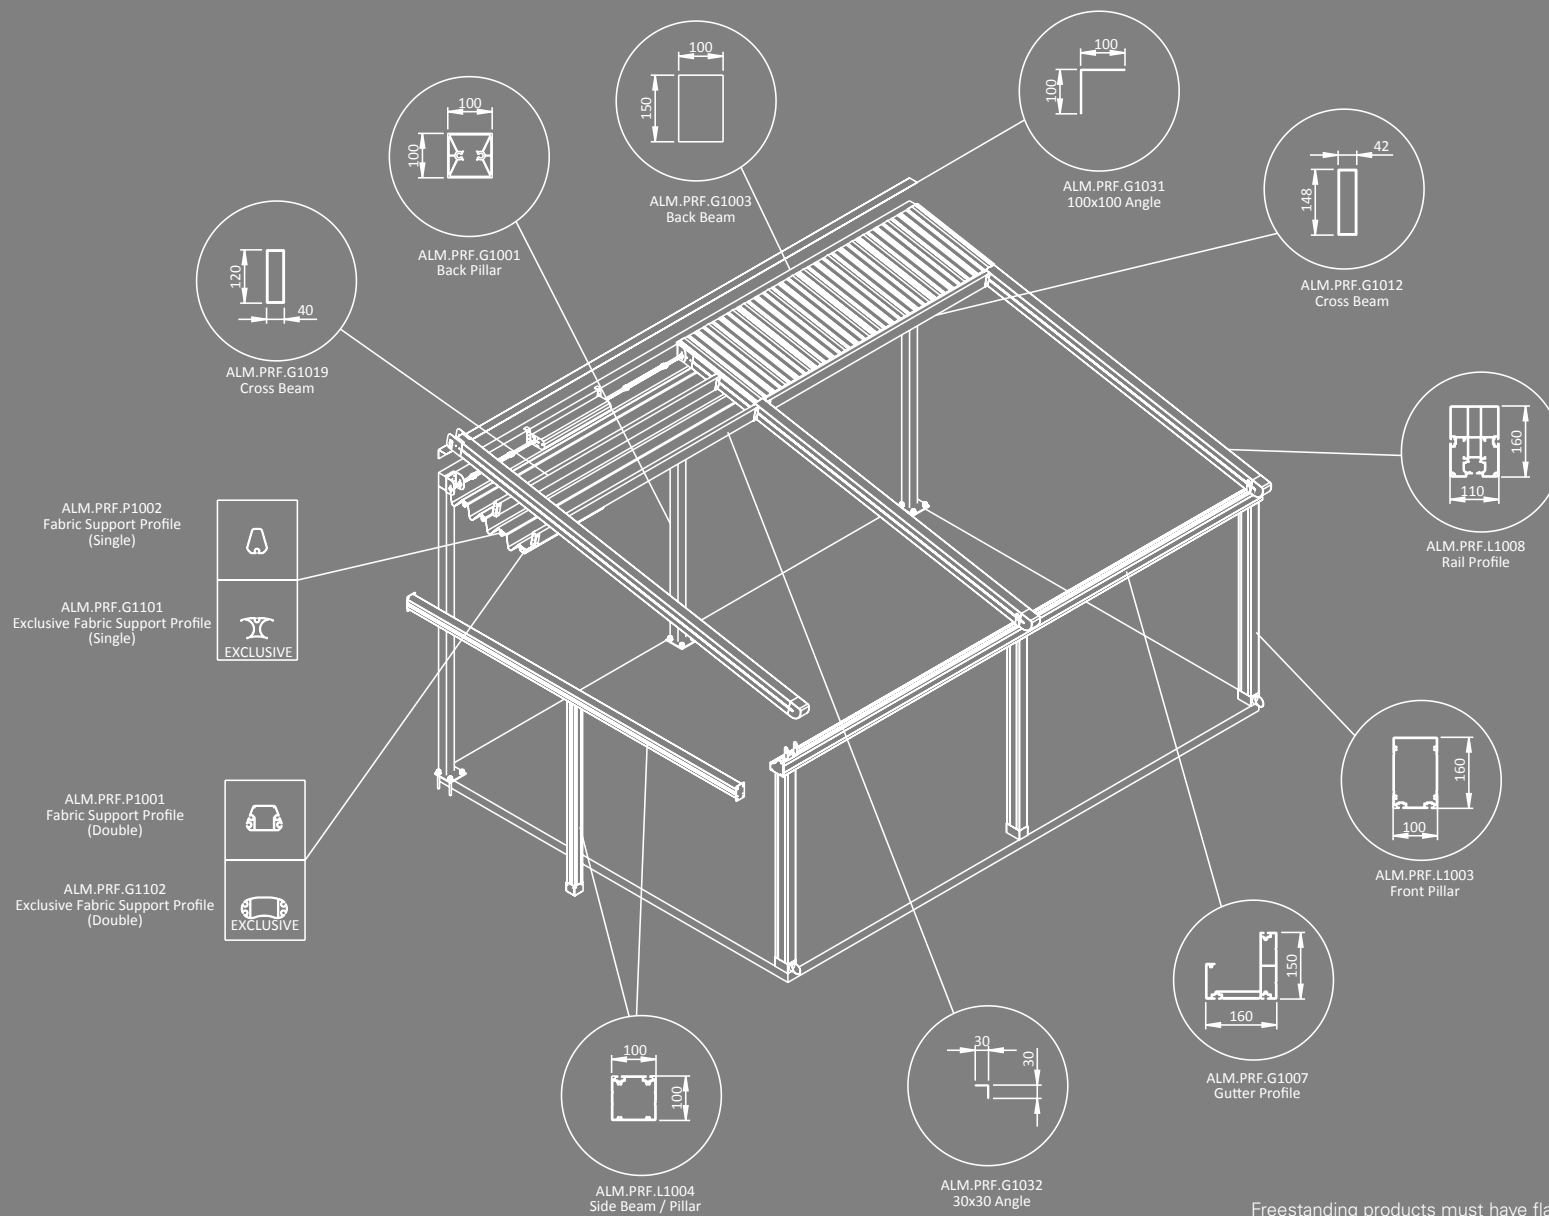 100
150
ALM.PRF.G1003
Back Beam
100
100
ALM.PRF.G1031
100x100 Angle
100
100
ALM.PRF.G1001
Back Pillar
42
148
ALM.PRF.G1012
Cross Beam
120
40
ALM.PRF.G1019
Cross Beam
160
110
ALM.PRF.L1008
Rail Profile
ALM.PRF.P1002
Fabric Support Profile
(Single)
ALM.PRF.G1101
Exclusive Fabric Support Profile
(Single)
EXCLUSIVE
160
100
ALM.PRF.L1003
Front Pillar
ALM.PRF.P1001
Fabric Support Profile
(Double)
ALM.PRF.G1102
Exclusive Fabric Support Profile
(Double)
EXCLUSIVE
150
160
ALM.PRF.G1007
Gutter Profile
100
100
ALM.PRF.L1004
Side Beam / Pillar
30
30
ALM.PRF.G1032
30x30 Angle
Freestanding products must have